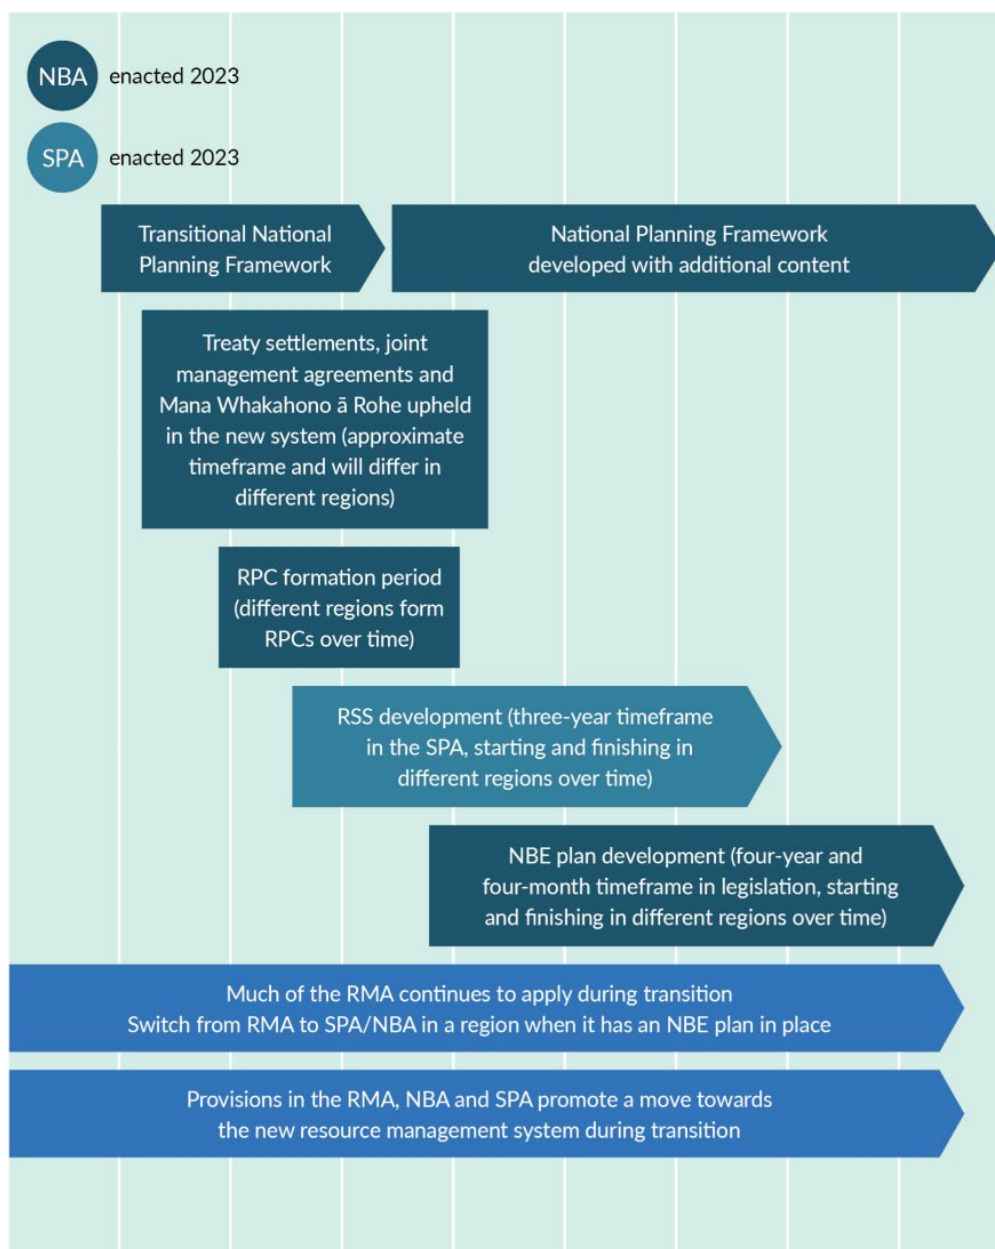 NBA enacted 2023
SPA enacted 2023
Transitional National
Planning Framework
National Planning Framework
developed with additional content
Treaty settlements, joint
management agreements and
Mana Whakahono ā Rohe upheld
in the new system (approximate
timeframe and will differ in
different regions)
RPC formation period
(different regions form
RPCs over time)
RSS development (three-year timeframe
in the SPA, starting and finishing in
different regions over time)
NBE plan development (four-year and
four-month timeframe in legislation, starting
and finishing in different regions over time)
Much of the RMA continues to apply during transition
Switch from RMA to SPA/NBA in a region when it has an NBE plan in place
Provisions in the RMA, NBA and SPA promote a move towards
the new resource management system during transition